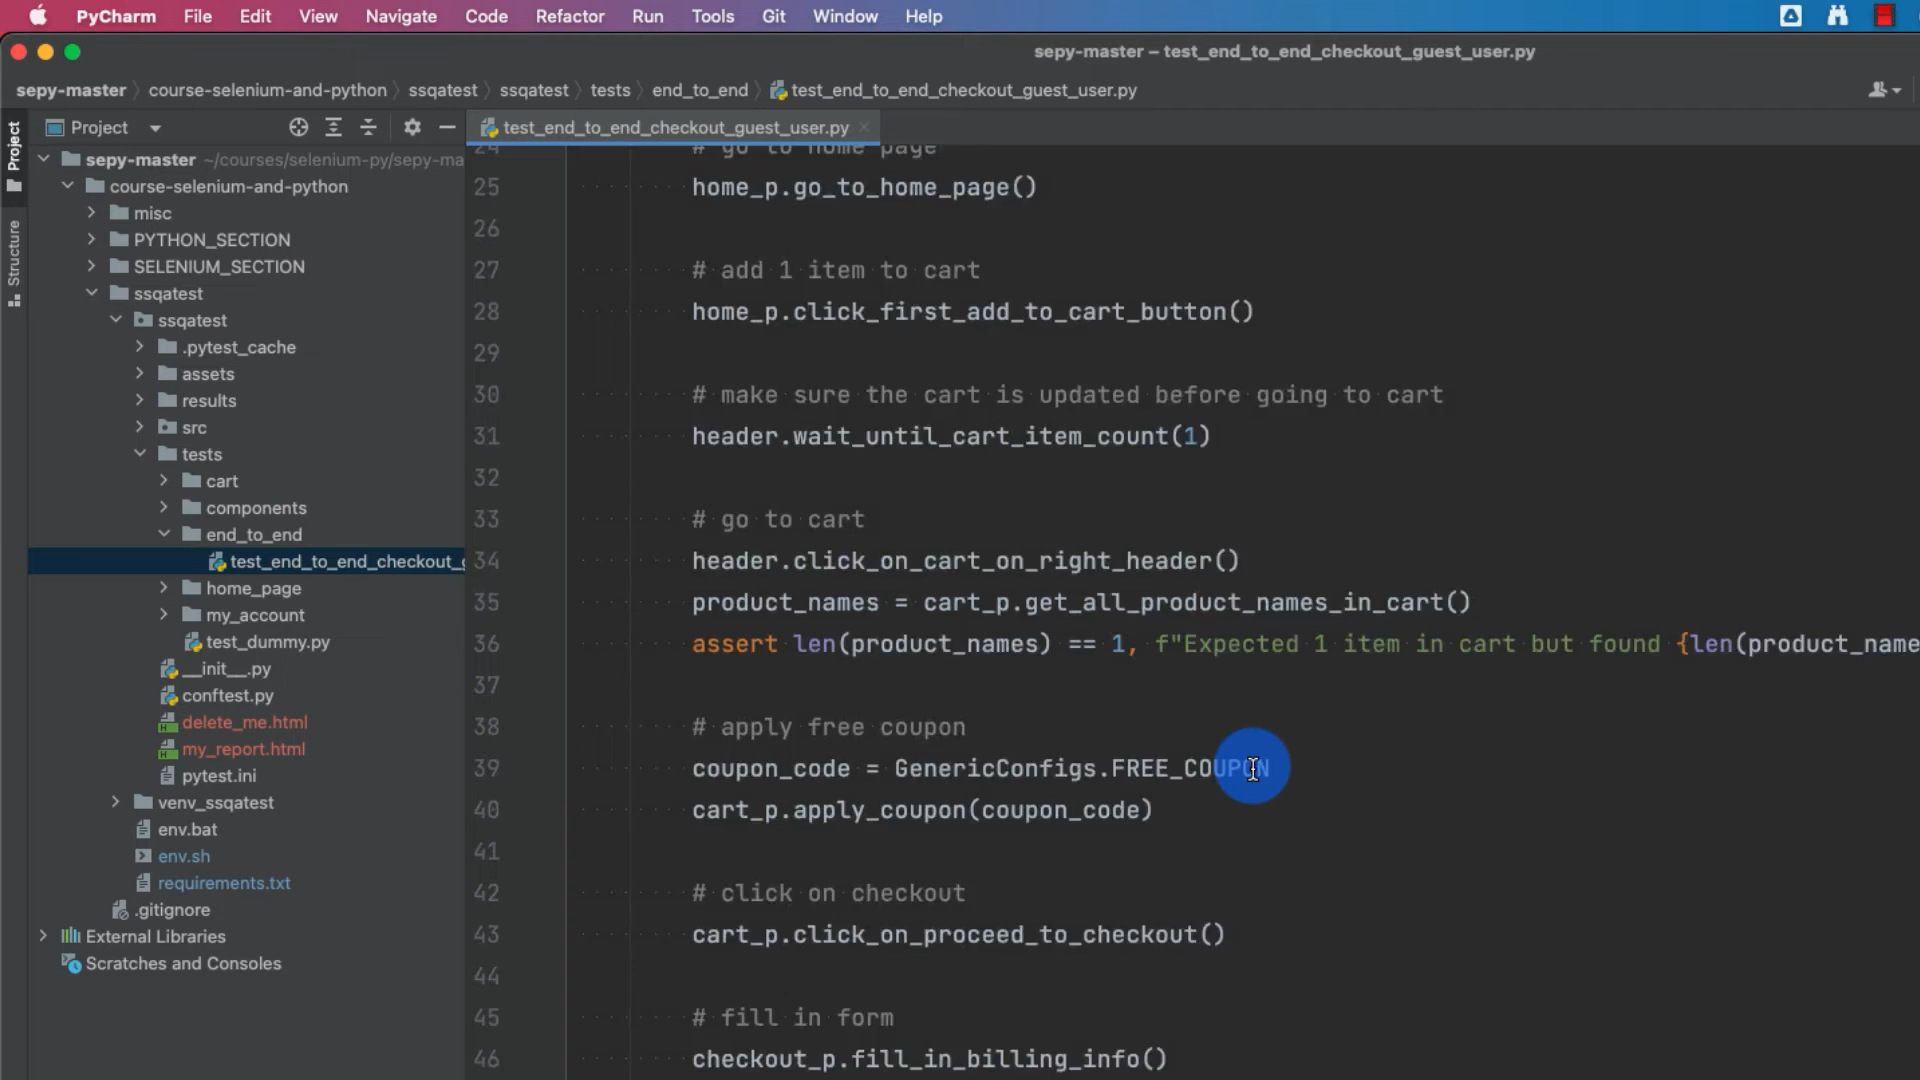 PyCharm File Edit View Navigate Code Refactor Run Tools Git Window Help
sepy-master – test_end_to_end_checkout_guest_user.py
sepy-master course-selenium-and-python ssqatest ssqatest tests end_to_end test_end_to_end_checkout_guest_user.py
Project
Structure
Project
sepy-master ~/courses/selenium-py/sepy-ma
course-selenium-and-python
misc
PYTHON_SECTION
SELENIUM_SECTION
ssqatest
ssqatest
.pytest_cache
assets
results
src
tests
cart
components
end_to_end
test_end_to_end_checkout_g
home_page
my_account
test_dummy.py
__init__.py
conftest.py
delete_me.html
my_report.html
pytest.ini
venv_ssqatest
env.bat
env.sh
requirements.txt
.gitignore
External Libraries
Scratches and Consoles
test_end_to_end_checkout_guest_user.py
24 # go to home page
25 home_p.go_to_home_page()
26
27 # add 1 item to cart
28 home_p.click_first_add_to_cart_button()
29
30 # make sure the cart is updated before going to cart
31 header.wait_until_cart_item_count(1)
32
33 # go to cart
34 header.click_on_cart_on_right_header()
35 product_names = cart_p.get_all_product_names_in_cart()
36 assert len(product_names) == 1, f"Expected 1 item in cart but found {len(product_name
37
38 # apply free coupon
39 coupon_code = GenericConfigs.FREE_COUPON
40 cart_p.apply_coupon(coupon_code)
41
42 # click on checkout
43 cart_p.click_on_proceed_to_checkout()
44
45 # fill in form
46 checkout_p.fill_in_billing_info()